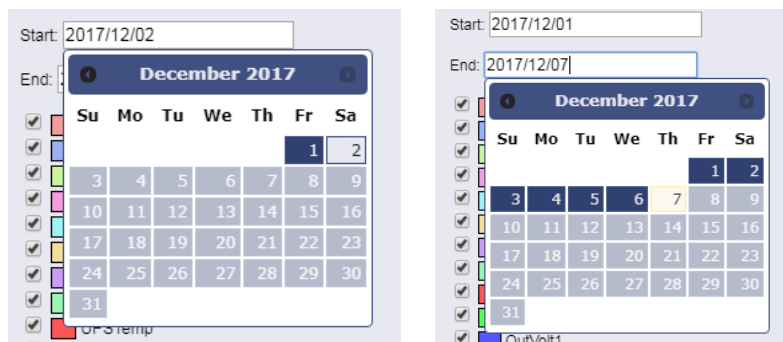 Start: 2017/12/02
End:
December 2017
Su Mo Tu We Th Fr Sa
1 2
3 4 5 6 7 8 9
10 11 12 13 14 15 16
17 18 19 20 21 22 23
24 25 26 27 28 29 30
31
UPSTemp
Start: 2017/12/01
End: 2017/12/07
December 2017
Su Mo Tu We Th Fr Sa
1 2
3 4 5 6 7 8 9
10 11 12 13 14 15 16
17 18 19 20 21 22 23
24 25 26 27 28 29 30
31
OutVolt1